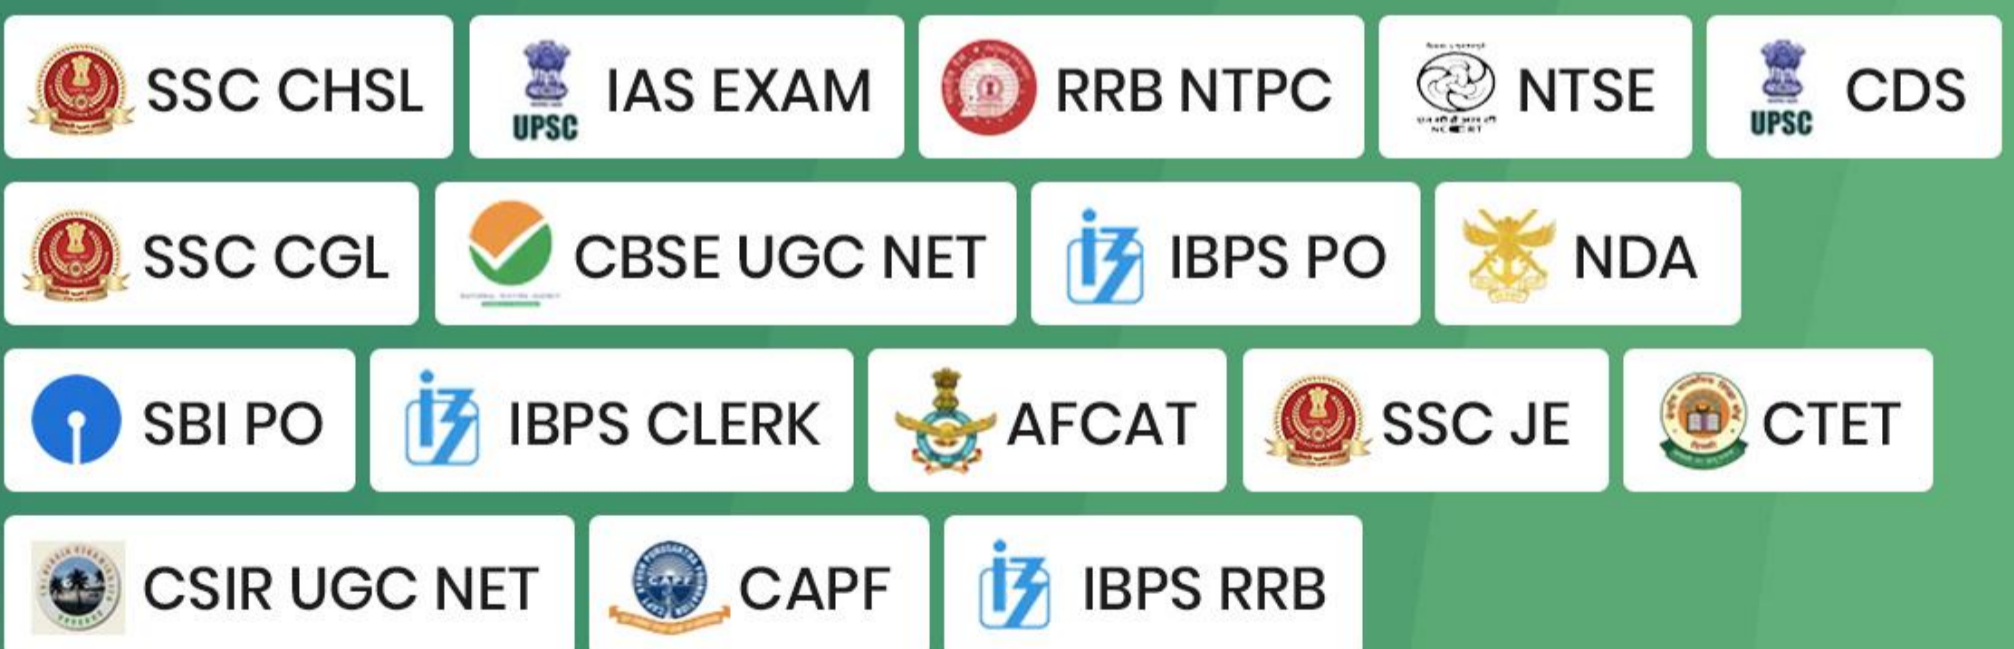 SSC CHSL
UPSC
IAS EXAM
RRB NTPC
NTSE
UPSC
CDS
SSC CGL
CBSE UGC NET
IBPS PO
NDA
SBI PO
IBPS CLERK
AFCAT
SSC JE
CTET
CSIR UGC NET
CAPF
IBPS RRB